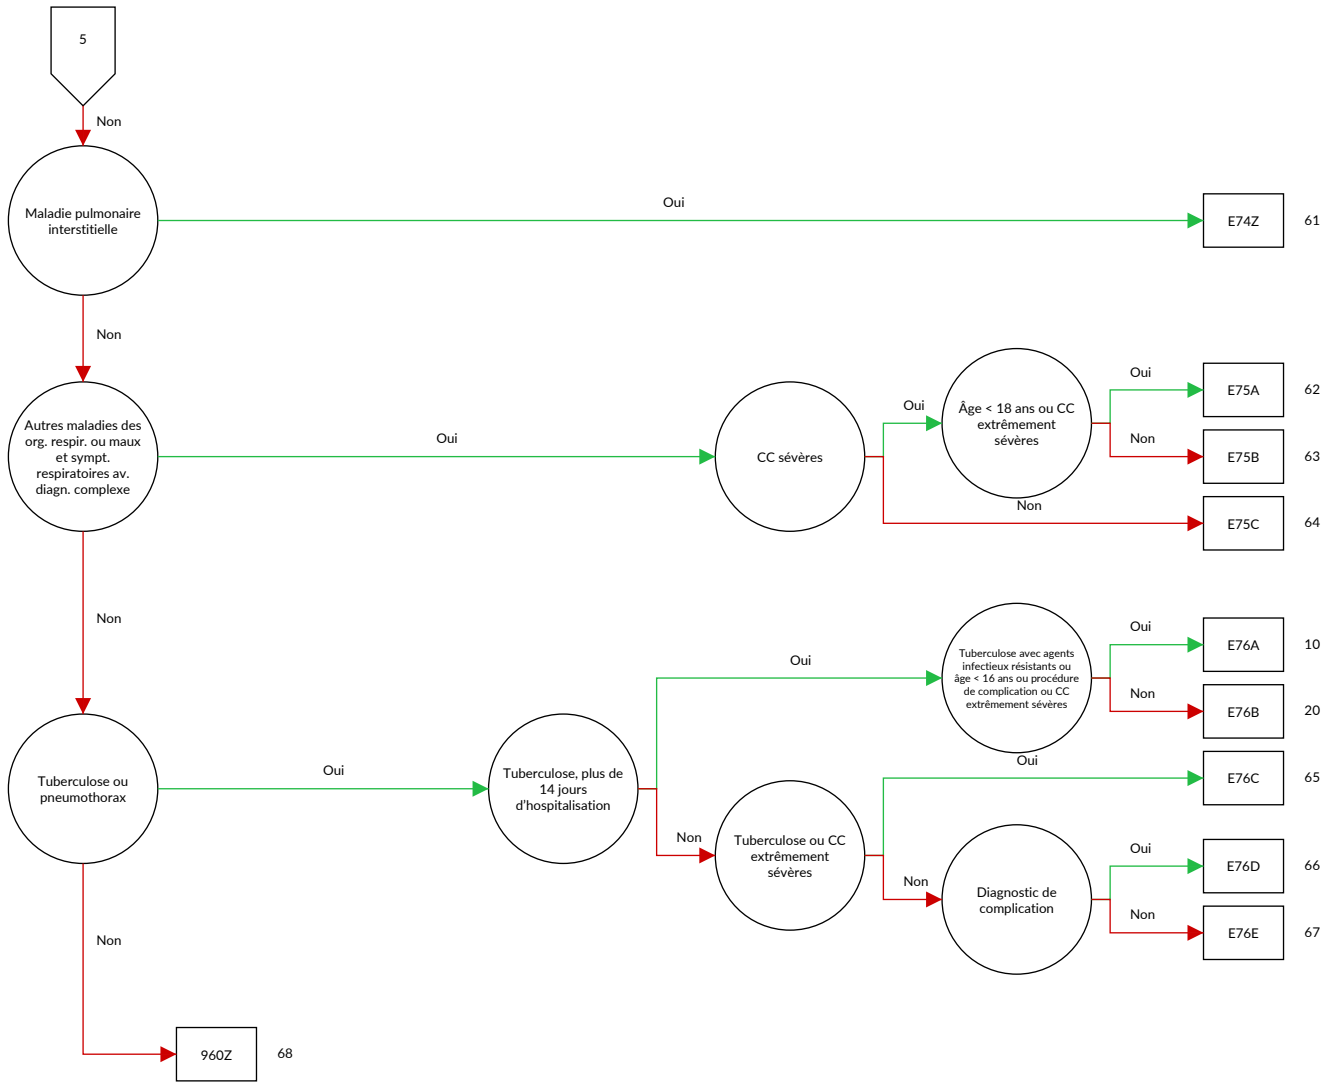 5
Non
Maladie pulmonaire
interstitielle
Oui
E74Z
61
Non
Autres maladies des
org. respir. ou maux
et sympt.
respiratoires av.
diagn. complexe
Oui
CC sévères
Oui
Âge < 18 ans ou CC
extrêmement
sévères
Oui
E75A
62
Non
E75B
63
Non
E75C
64
Non
Tuberculose ou
pneumothorax
Oui
Tuberculose, plus de
14 jours
d'hospitalisation
Oui
Tuberculose avec agents
infectieux résistants ou
âge < 16 ans ou procédure
de complication ou CC
extrêmement sévères
Oui
E76A
10
Non
E76B
20
Non
Tuberculose ou CC
extrêmement
sévères
Oui
E76C
65
Non
Diagnostic de
complication
Oui
E76D
66
Non
E76E
67
Non
960Z
68